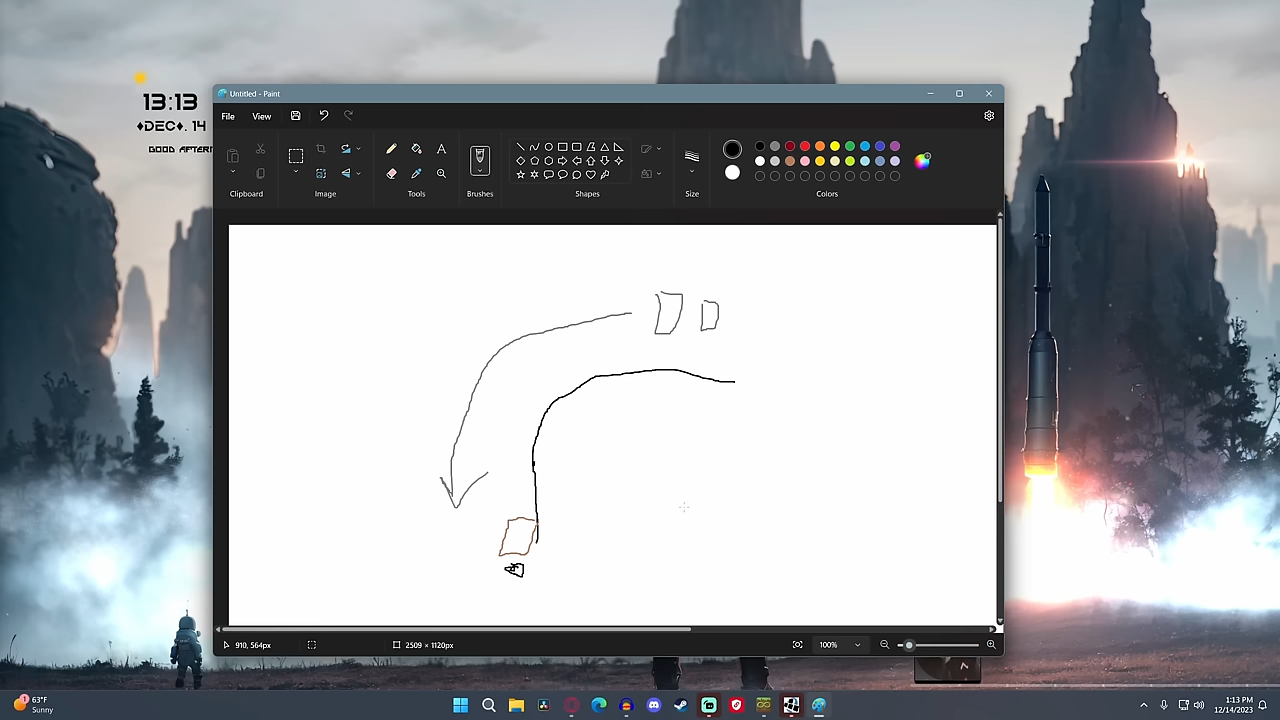 13:13
♦DEC♦. 14
Untitled - Paint
File View
Clipboard Image Tools Brushes Shapes Size Colors
910, 564px 2509 × 1120px 100%
63°F
Sunny
1:13 PM
12/14/2023